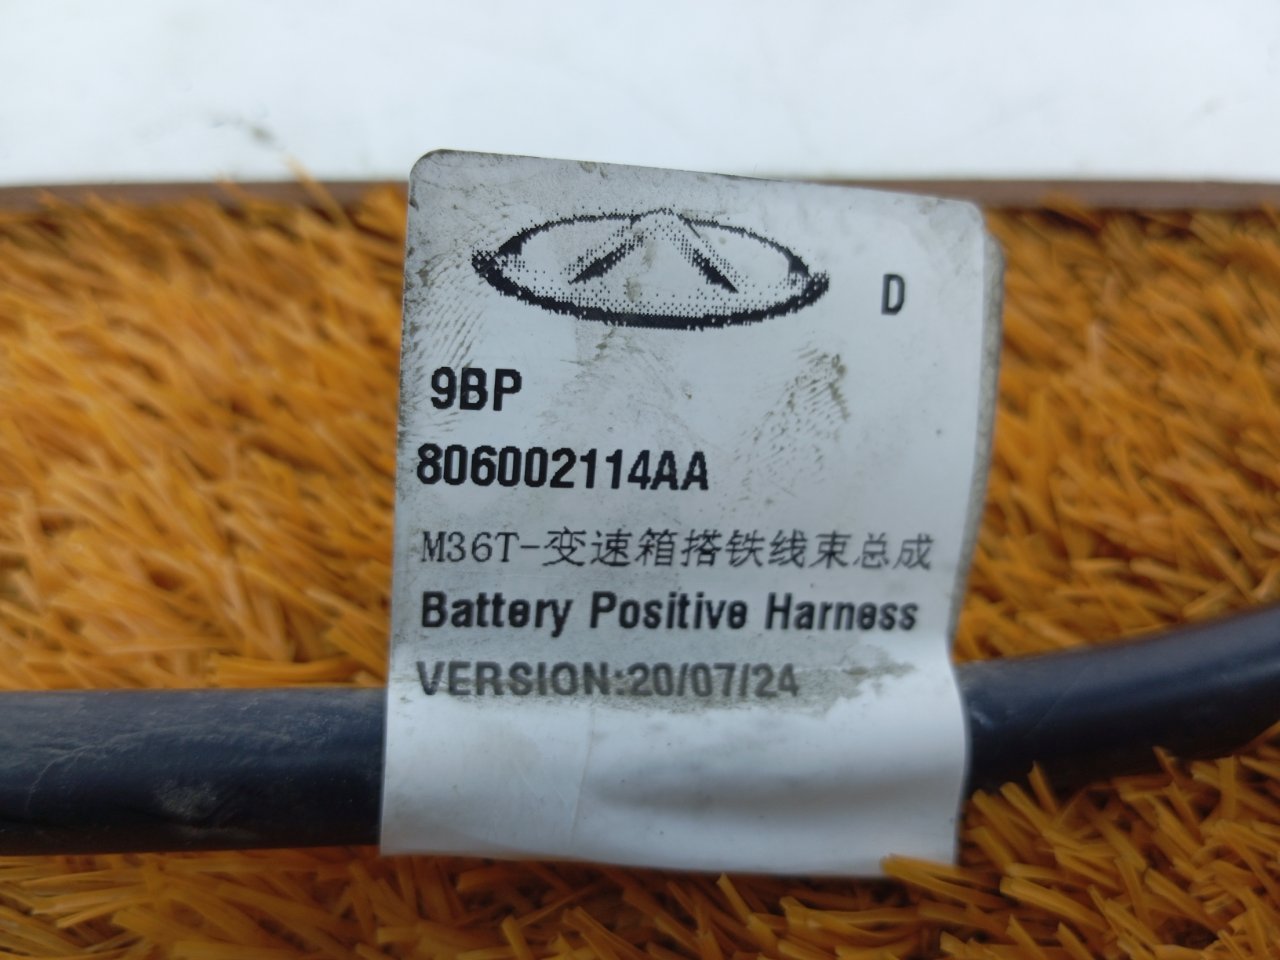 D
9BP
806002114AA
M36T-变速箱搭铁线束总成
Battery Positive Harness
VERSION:20/07/24